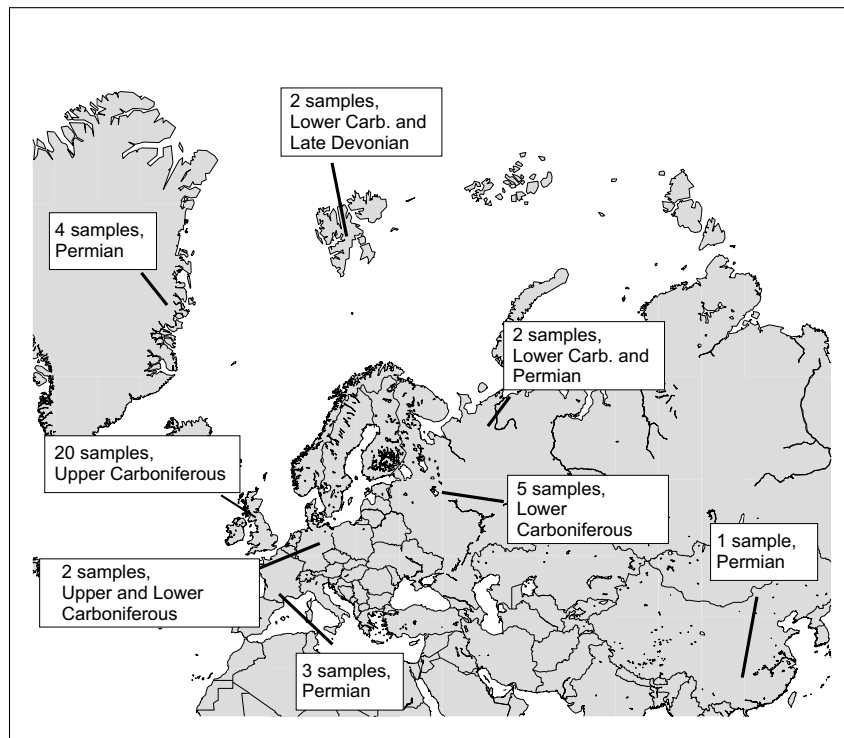 2 samples,
Lower Carb. and
Late Devonian
4 samples,
Permian
2 samples,
Lower Carb. and
Permian
20 samples,
Upper Carboniferous
5 samples,
Lower
Carboniferous
1 sample,
Permian
2 samples,
Upper and Lower
Carboniferous
3 samples,
Permian